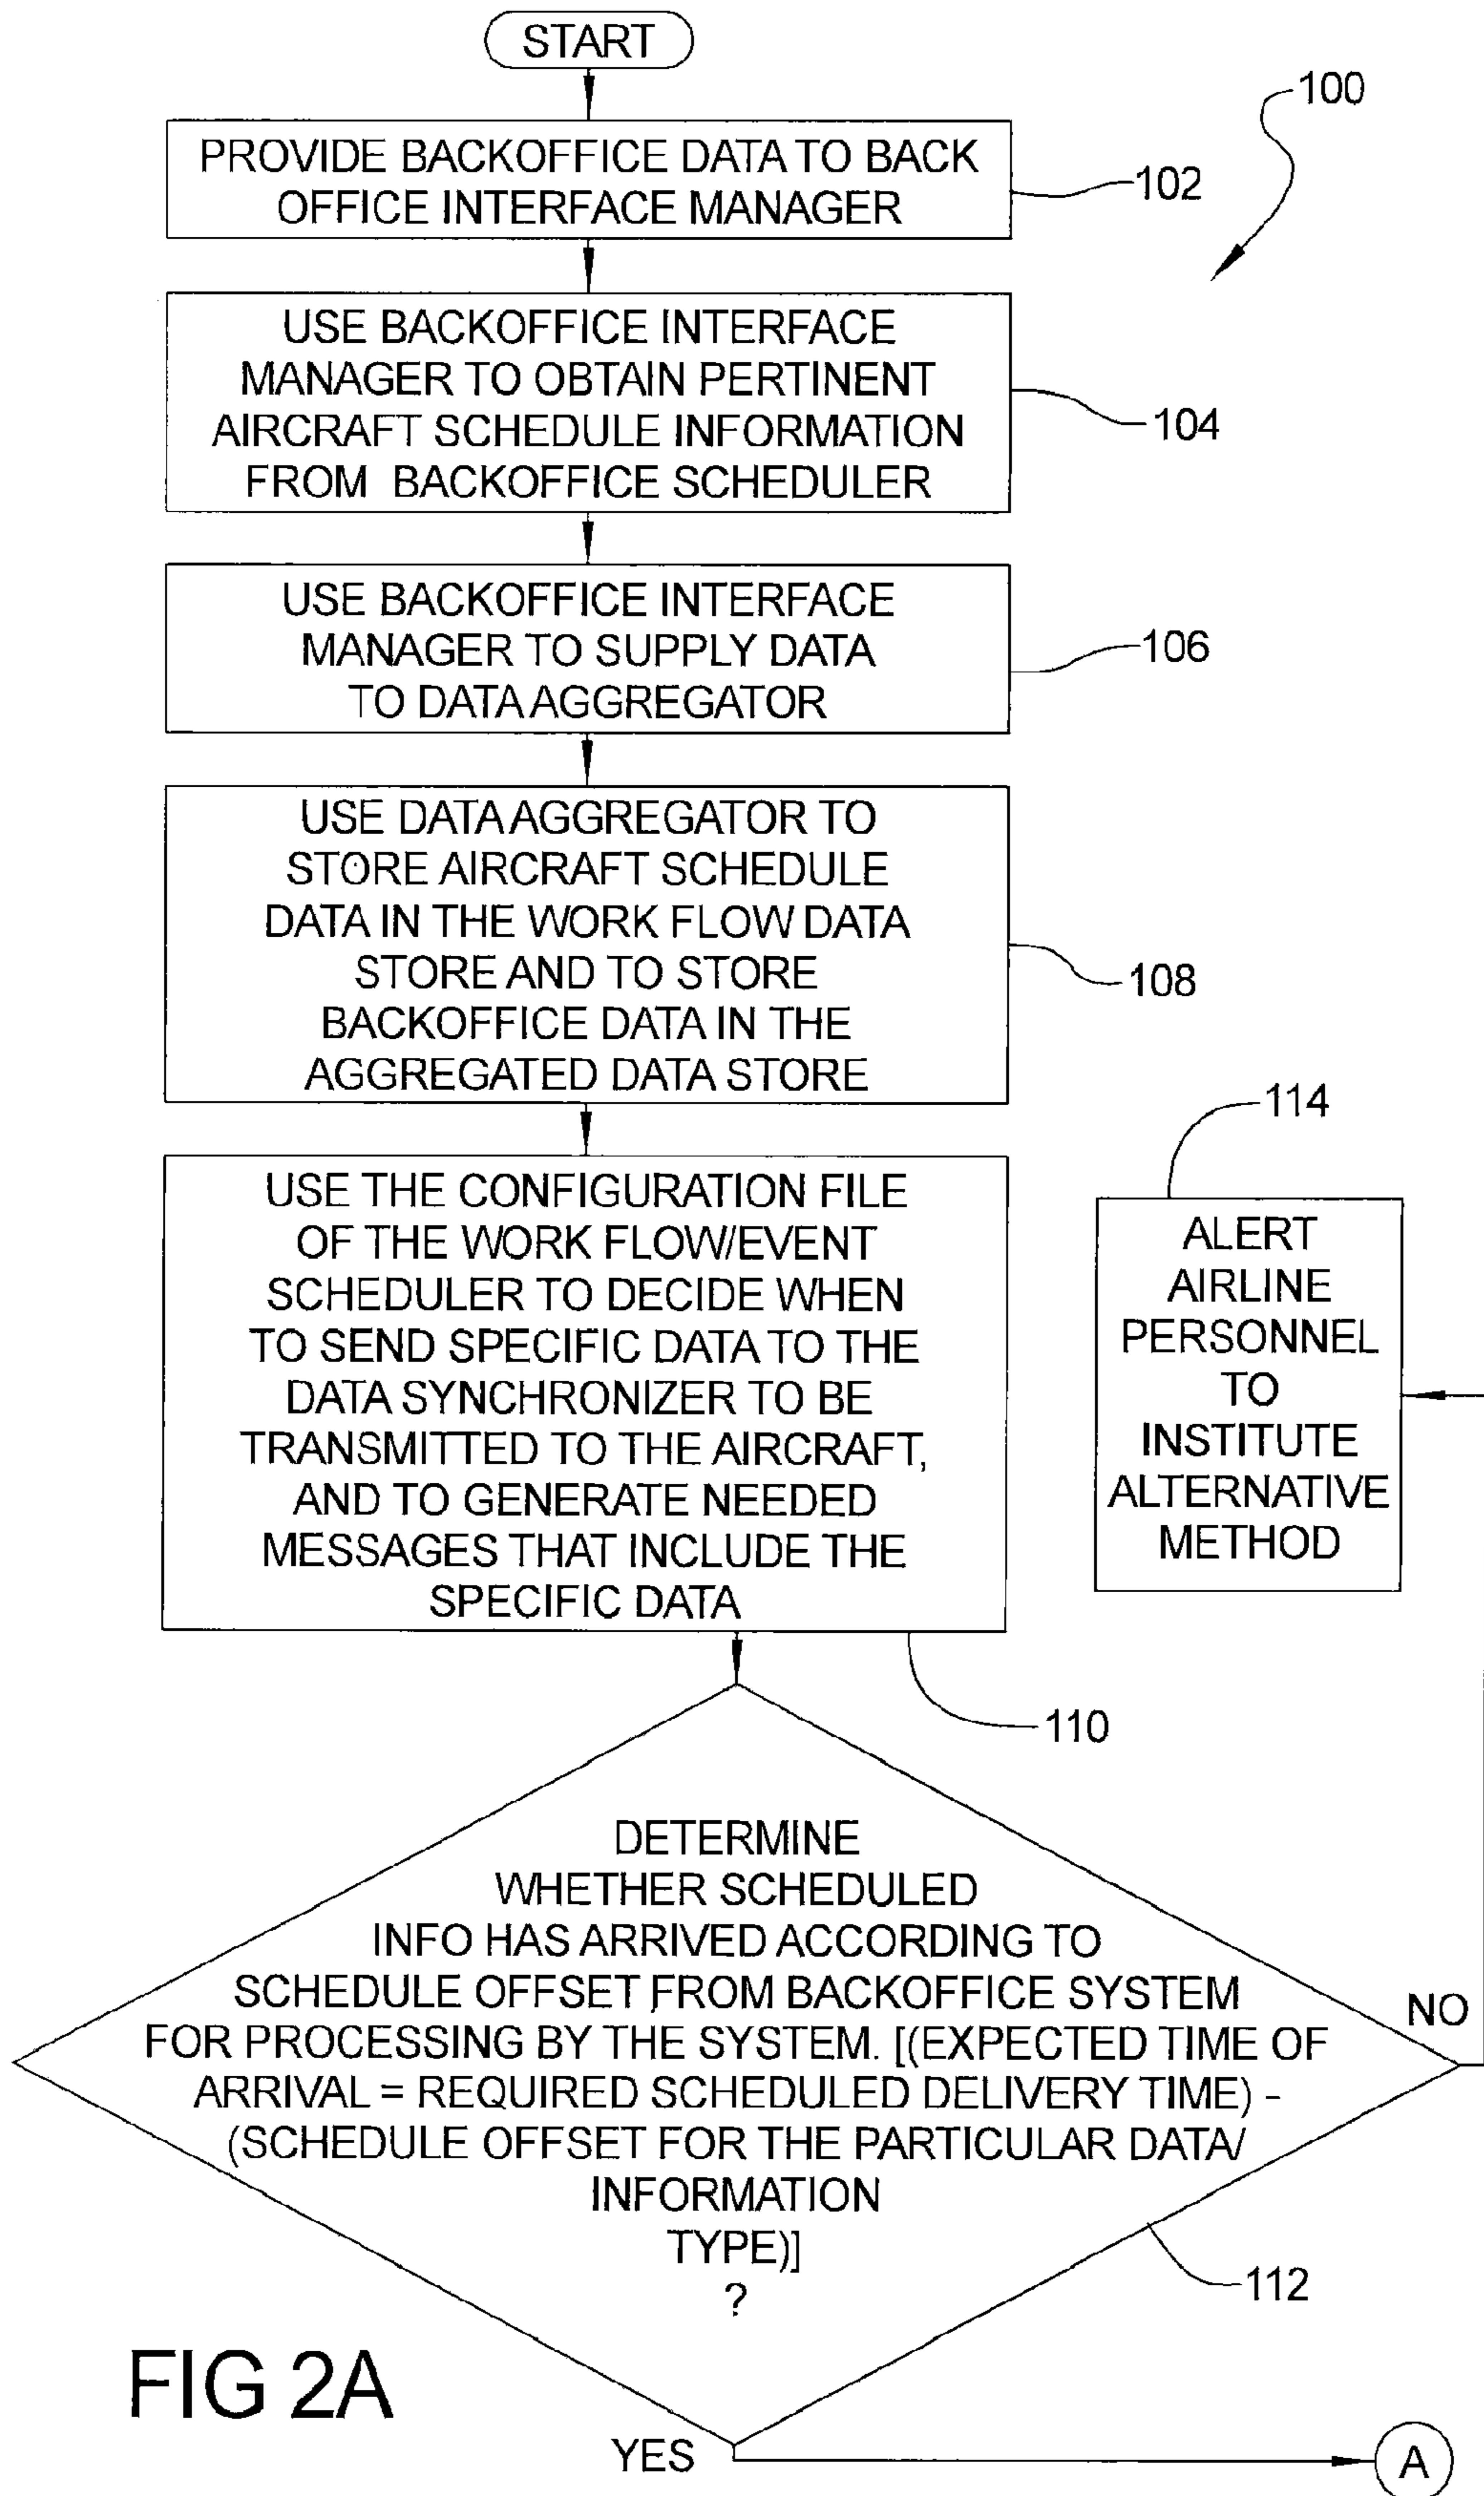 START
100
PROVIDE BACKOFFICE DATA TO BACK
OFFICE INTERFACE MANAGER
102
USE BACKOFFICE INTERFACE
MANAGER TO OBTAIN PERTINENT
AIRCRAFT SCHEDULE INFORMATION
FROM BACKOFFICE SCHEDULER
104
USE BACKOFFICE INTERFACE
MANAGER TO SUPPLY DATA
TO DATA AGGREGATOR
106
USE DATA AGGREGATOR TO
STORE AIRCRAFT SCHEDULE
DATA IN THE WORK FLOW DATA
STORE AND TO STORE
BACKOFFICE DATA IN THE
AGGREGATED DATA STORE
108
USE THE CONFIGURATION FILE
OF THE WORK FLOW/EVENT
SCHEDULER TO DECIDE WHEN
TO SEND SPECIFIC DATA TO THE
DATA SYNCHRONIZER TO BE
TRANSMITTED TO THE AIRCRAFT,
AND TO GENERATE NEEDED
MESSAGES THAT INCLUDE THE
SPECIFIC DATA
110
114
ALERT
AIRLINE
PERSONNEL
TO
INSTITUTE
ALTERNATIVE
METHOD
DETERMINE
WHETHER SCHEDULED
INFO HAS ARRIVED ACCORDING TO
SCHEDULE OFFSET FROM BACKOFFICE SYSTEM
FOR PROCESSING BY THE SYSTEM. [(EXPECTED TIME OF
ARRIVAL = REQUIRED SCHEDULED DELIVERY TIME) -
(SCHEDULE OFFSET FOR THE PARTICULAR DATA/
INFORMATION
TYPE)]
?
NO
112
YES
A
FIG 2A